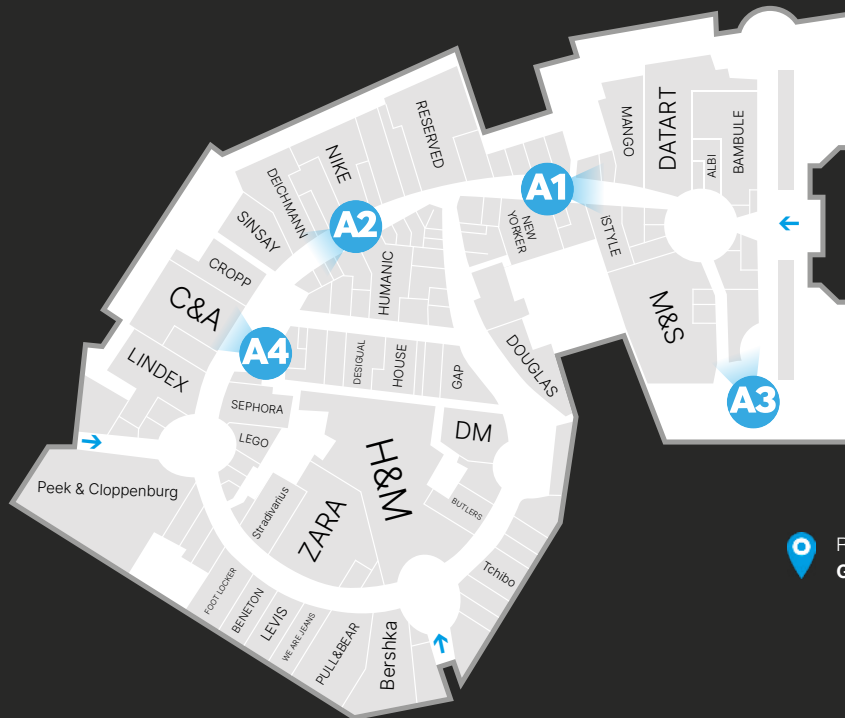 RESERVED
NIKE
DEICHMANN
SINSAY
CROPP
C&A
LINDEX
A2
A1
A4
A3
MANGO
DATART
ALBI
BAMBULE
NEW
YORKER
iSTYLE
M&S
HUMANIC
DESIGUAL
HOUSE
GAP
DOUGLAS
SEPHORA
LEGO
DM
H&M
Peek & Cloppenburg
Stradivarius
ZARA
BUTLERS
Tchibo
FOOT LOCKER
BENETON
LEVIS
WE ARE JEANS
PULL&BEAR
Bershka